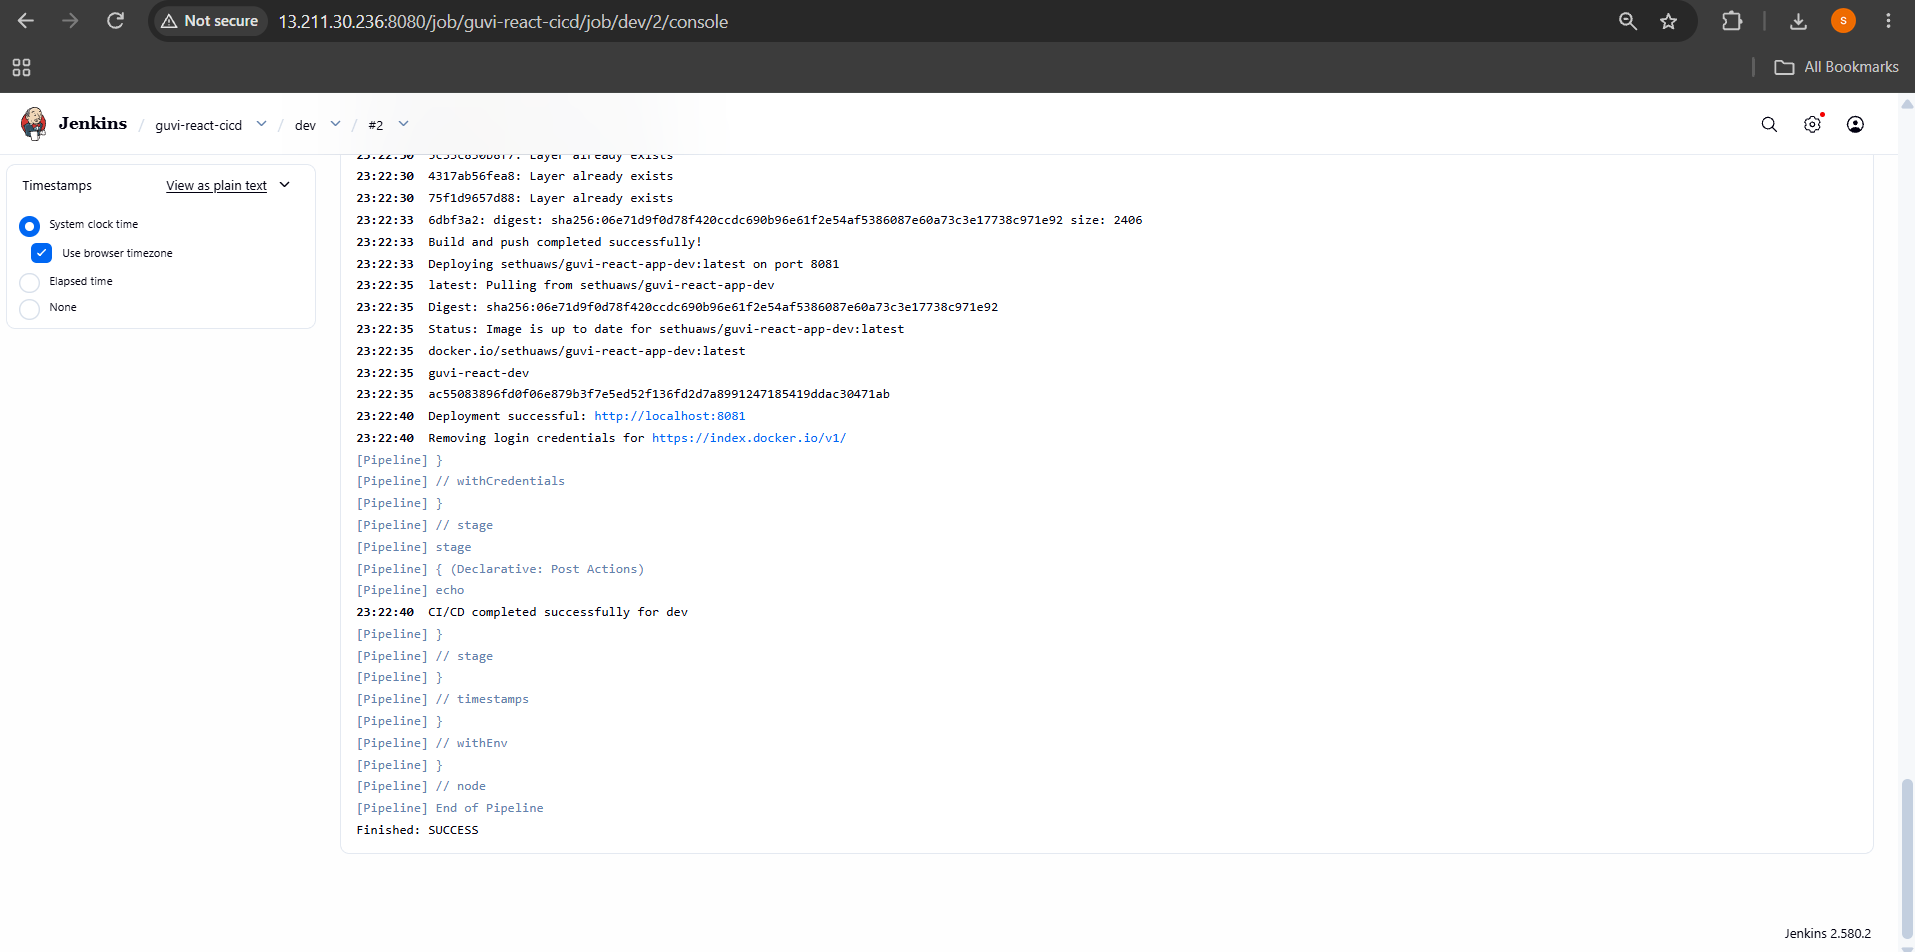 Not secure 13.211.30.236:8080/job/guvi-react-cicd/job/dev/2/console
S
All Bookmarks
Jenkins / guvi-react-cicd / dev / #2
Timestamps View as plain text
System clock time
Use browser timezone
Elapsed time
None
23:22:30 5c53c850b8f7: Layer already exists
23:22:30 4317ab56fea8: Layer already exists
23:22:30 75f1d9657d88: Layer already exists
23:22:33 6dbf3a2: digest: sha256:06e71d9f0d78f420ccdc690b96e61f2e54af5386087e60a73c3e17738c971e92 size: 2406
23:22:33 Build and push completed successfully!
23:22:33 Deploying sethuaws/guvi-react-app-dev:latest on port 8081
23:22:35 latest: Pulling from sethuaws/guvi-react-app-dev
23:22:35 Digest: sha256:06e71d9f0d78f420ccdc690b96e61f2e54af5386087e60a73c3e17738c971e92
23:22:35 Status: Image is up to date for sethuaws/guvi-react-app-dev:latest
23:22:35 docker.io/sethuaws/guvi-react-app-dev:latest
23:22:35 guvi-react-dev
23:22:35 ac55083896fd0f06e879b3f7e5ed52f136fd2d7a8991247185419ddac30471ab
23:22:40 Deployment successful: http://localhost:8081
23:22:40 Removing login credentials for https://index.docker.io/v1/
[Pipeline] }
[Pipeline] // withCredentials
[Pipeline] }
[Pipeline] // stage
[Pipeline] stage
[Pipeline] { (Declarative: Post Actions)
[Pipeline] echo
23:22:40 CI/CD completed successfully for dev
[Pipeline] }
[Pipeline] // stage
[Pipeline] }
[Pipeline] // timestamps
[Pipeline] }
[Pipeline] // withEnv
[Pipeline] }
[Pipeline] // node
[Pipeline] End of Pipeline
Finished: SUCCESS
Jenkins 2.580.2